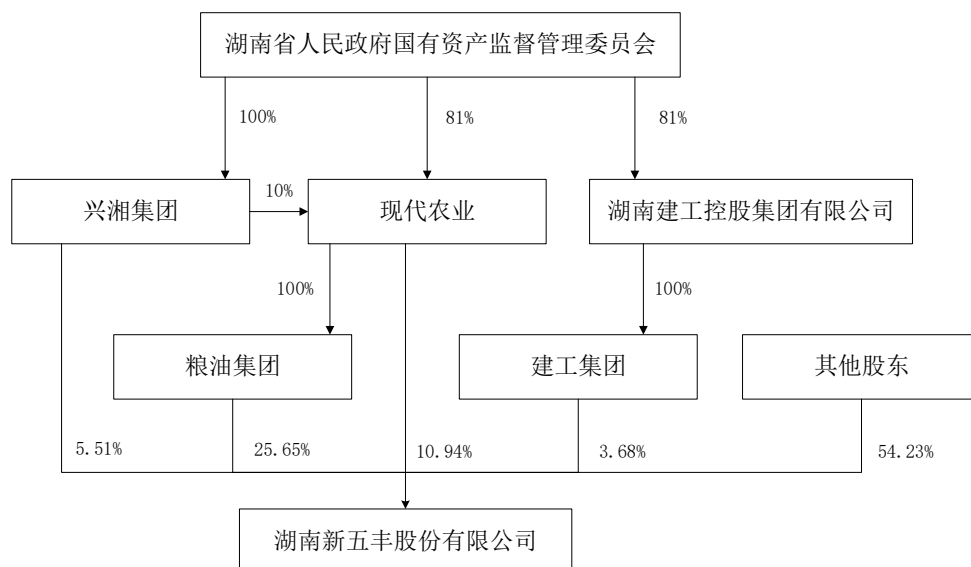 湖南省人民政府国有资产监督管理委员会
100%
81%
81%
兴湘集团
10%
现代农业
湖南建工控股集团有限公司
100%
100%
粮油集团
建工集团
其他股东
5.51%
25.65%
10.94%
3.68%
54.23%
湖南新五丰股份有限公司